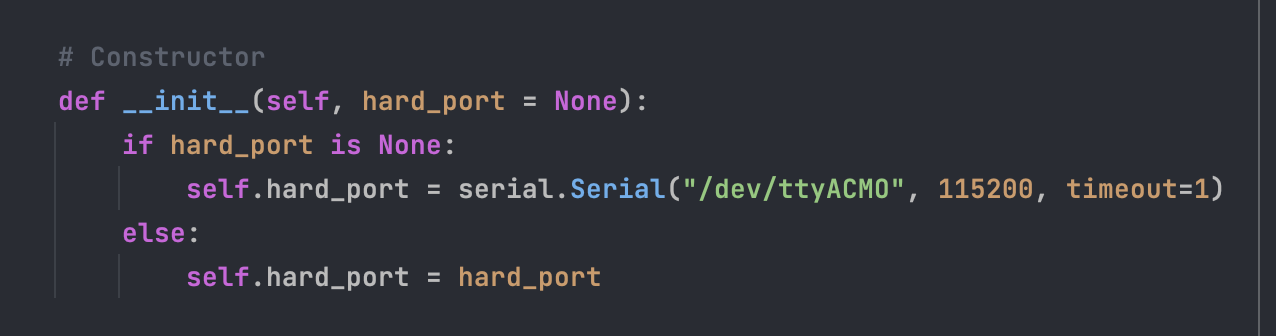 # Constructor
def __init__(self, hard_port = None):
    if hard_port is None:
        self.hard_port = serial.Serial("/dev/ttyACMO", 115200, timeout=1)
    else:
        self.hard_port = hard_port